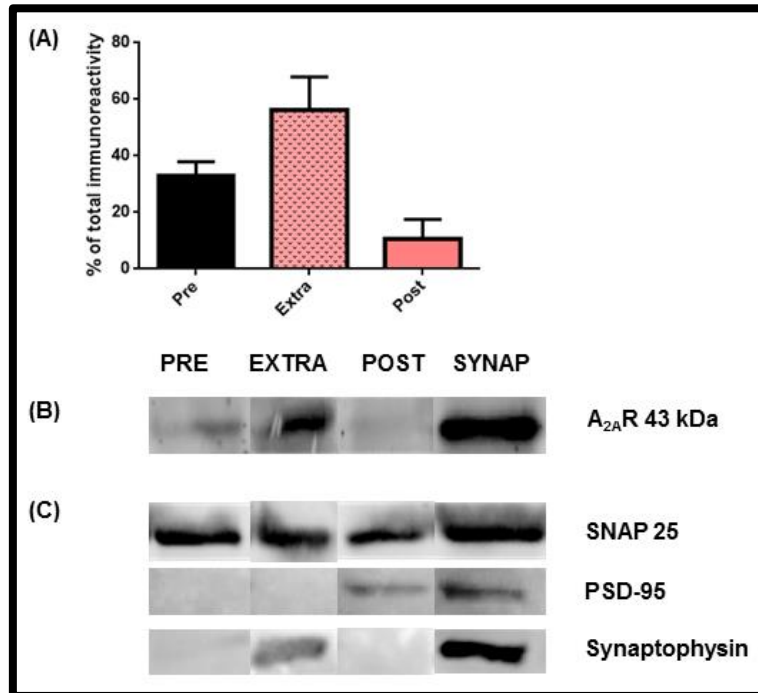 (A)
% of total immunoreactivity
80
60
40
20
0
Pre
Extra
Post
PRE EXTRA POST SYNAP
(B)
A2AR 43 kDa
(C)
SNAP 25
PSD-95
Synaptophysin